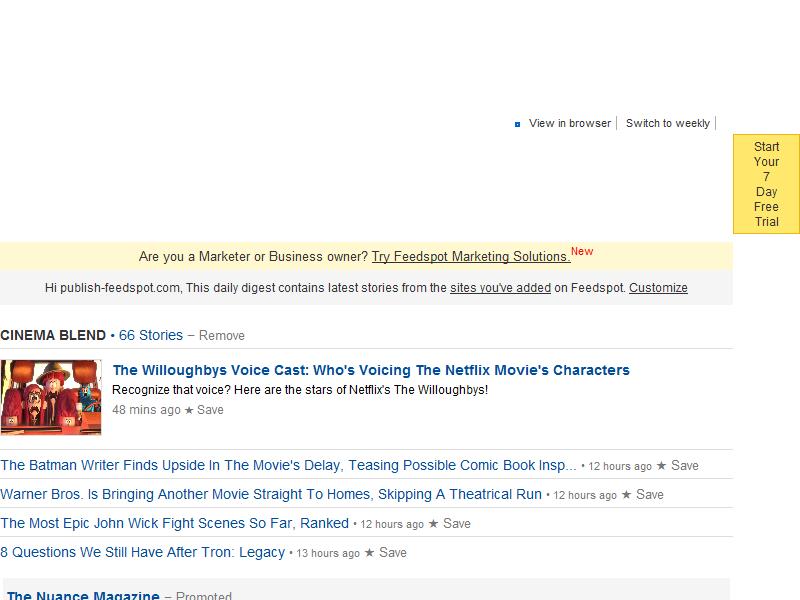 View in browser
Switch to weekly
Start
Your
7
Day
Free
Trial
Are you a Marketer or Business owner? Try Feedspot Marketing Solutions. New
Hi publish-feedspot.com, This daily digest contains latest stories from the sites you've added on Feedspot. Customize
CINEMA BLEND • 66 Stories – Remove
The Willoughbys Voice Cast: Who's Voicing The Netflix Movie's Characters
Recognize that voice? Here are the stars of Netflix's The Willoughbys!
48 mins ago ★ Save
The Batman Writer Finds Upside In The Movie's Delay, Teasing Possible Comic Book Insp... • 12 hours ago ★ Save
Warner Bros. Is Bringing Another Movie Straight To Homes, Skipping A Theatrical Run • 12 hours ago ★ Save
The Most Epic John Wick Fight Scenes So Far, Ranked • 12 hours ago ★ Save
8 Questions We Still Have After Tron: Legacy • 13 hours ago ★ Save
The Nuance Magazine – Promoted